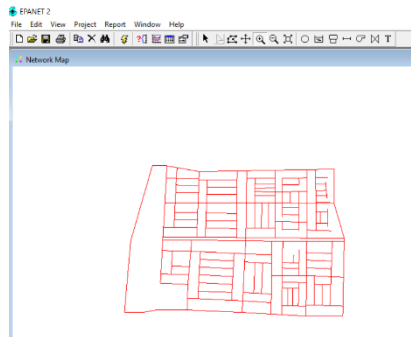 EPANET 2
File Edit View Project Report Window Help
T
Network Map